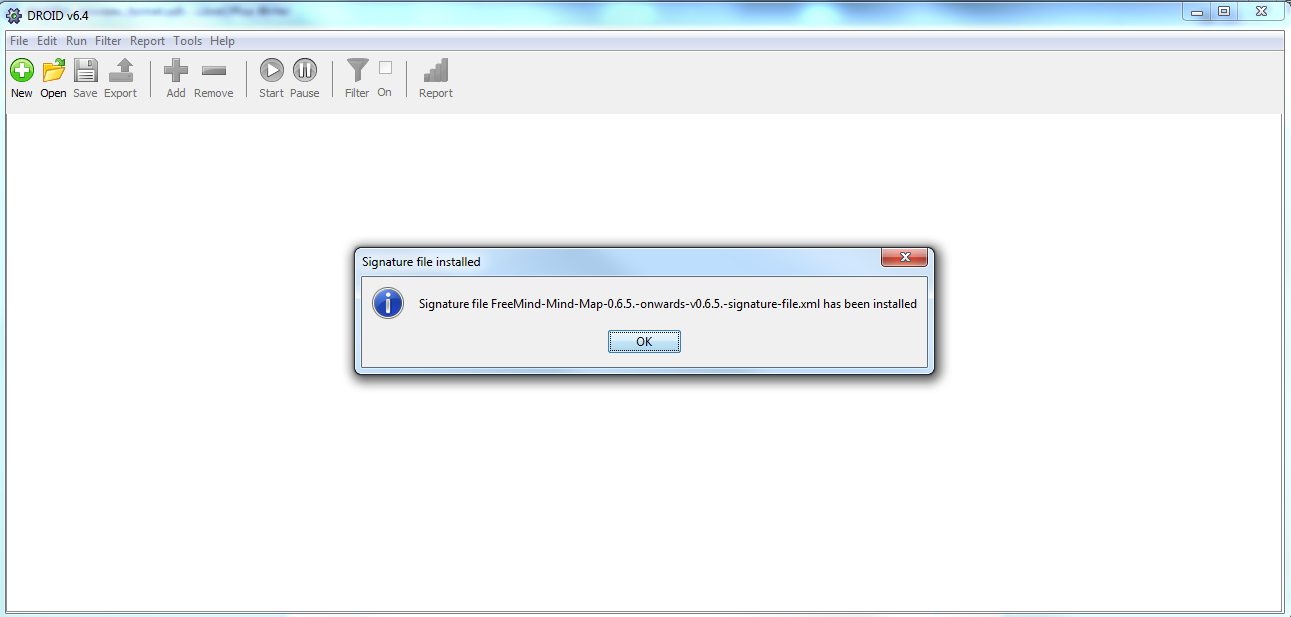 DROID v6.4
File Edit Run Filter Report Tools Help
New Open Save Export Add Remove Start Pause Filter On Report
Signature file installed
Signature file FreeMind-Mind-Map-0.6.5.-onwards-v0.6.5.-signature-file.xml has been installed
OK